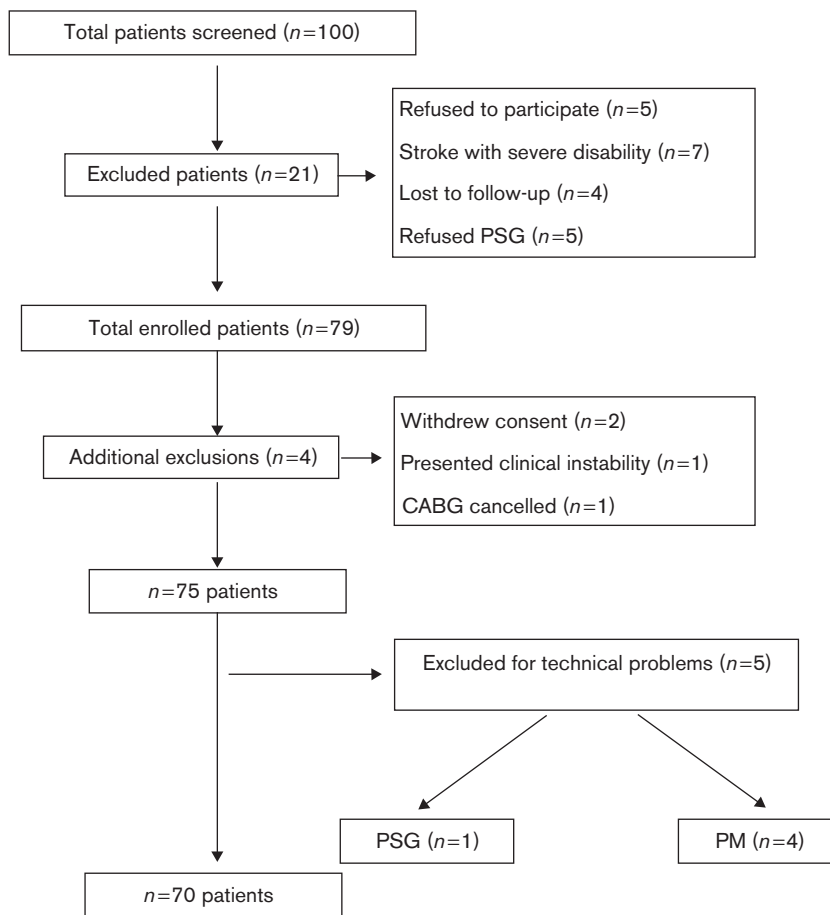 Total patients screened (n=100)
Refused to participate (n=5)
Stroke with severe disability (n=7)
Excluded patients (n=21)
Lost to follow-up (n=4)
Refused PSG (n=5)
Total enrolled patients (n=79)
Withdrew consent (n=2)
Additional exclusions (n=4)
Presented clinical instability (n=1)
CABG cancelled (n=1)
n=75 patients
Excluded for technical problems (n=5)
PSG (n=1)
PM (n=4)
n=70 patients